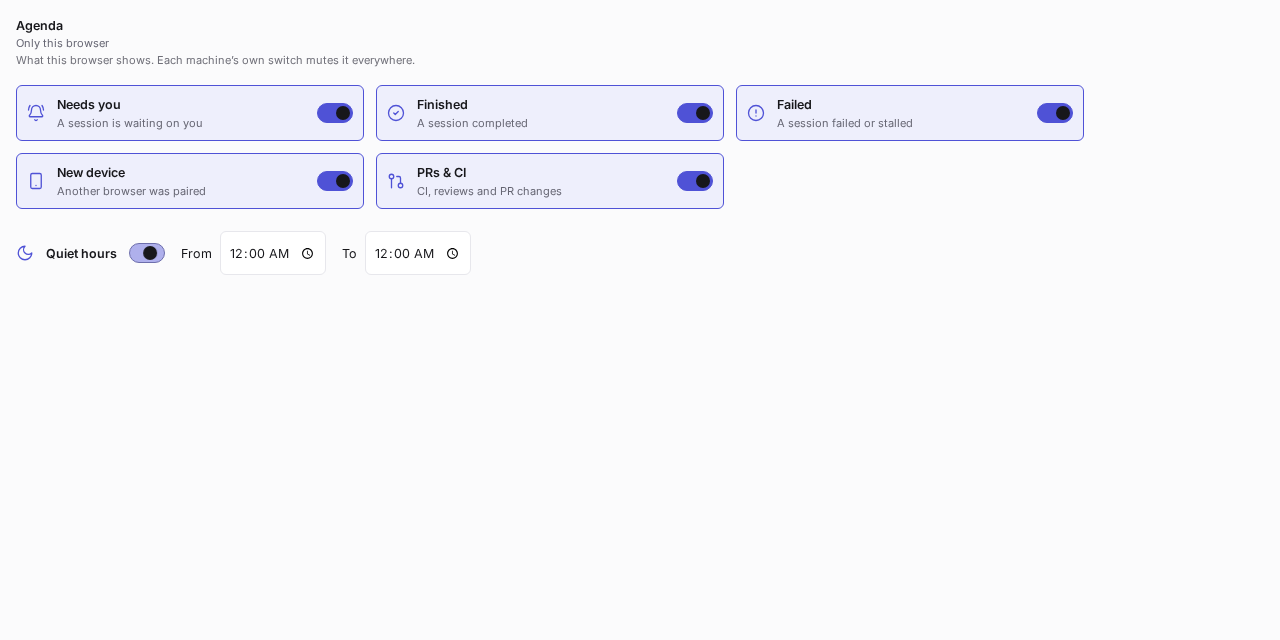 Agenda
Only this browser
What this browser shows. Each machine's own switch mutes it everywhere.
Needs you
A session is waiting on you
Finished
A session completed
Failed
A session failed or stalled
New device
Another browser was paired
PRs & CI
CI, reviews and PR changes
Quiet hours From 12:00 AM To 12:00 AM